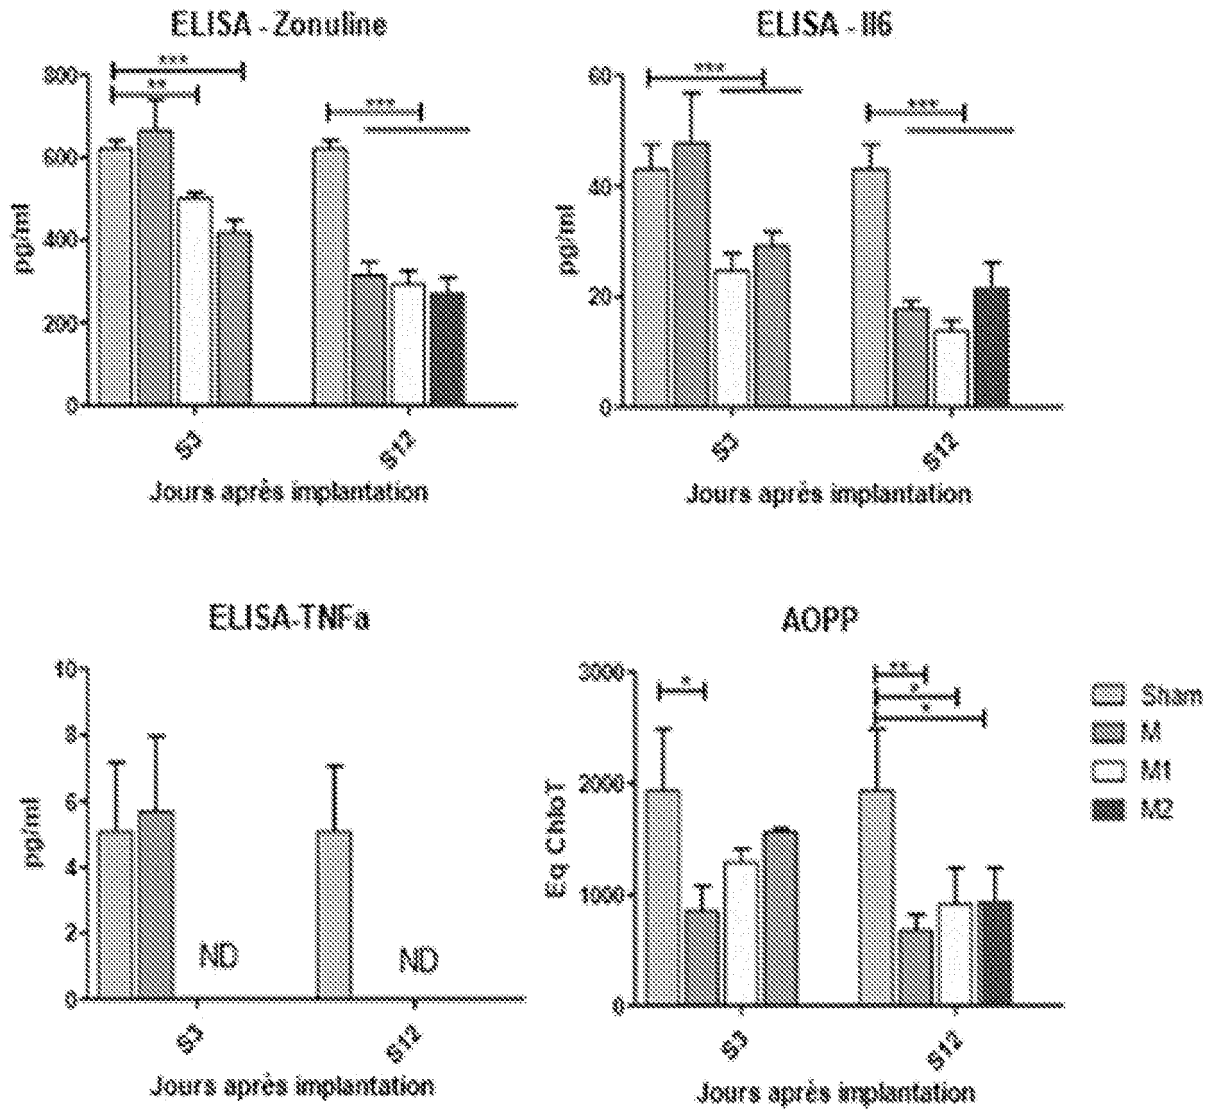 ELISA - Zonuline
***
**
***
800
600
400
200
0
pg/ml
S3
S12
Jours après implantation
ELISA - Il6
***
***
60
40
20
0
pg/ml
S3
S12
Jours après implantation
ELISA-TNFa
10
8
6
4
2
0
pg/ml
ND
ND
S3
S12
Jours après implantation
AOPP
*
**
*
*
3000
2000
1000
0
Eq ChloT
S3
S12
Jours après implantation
Sham
M
M1
M2